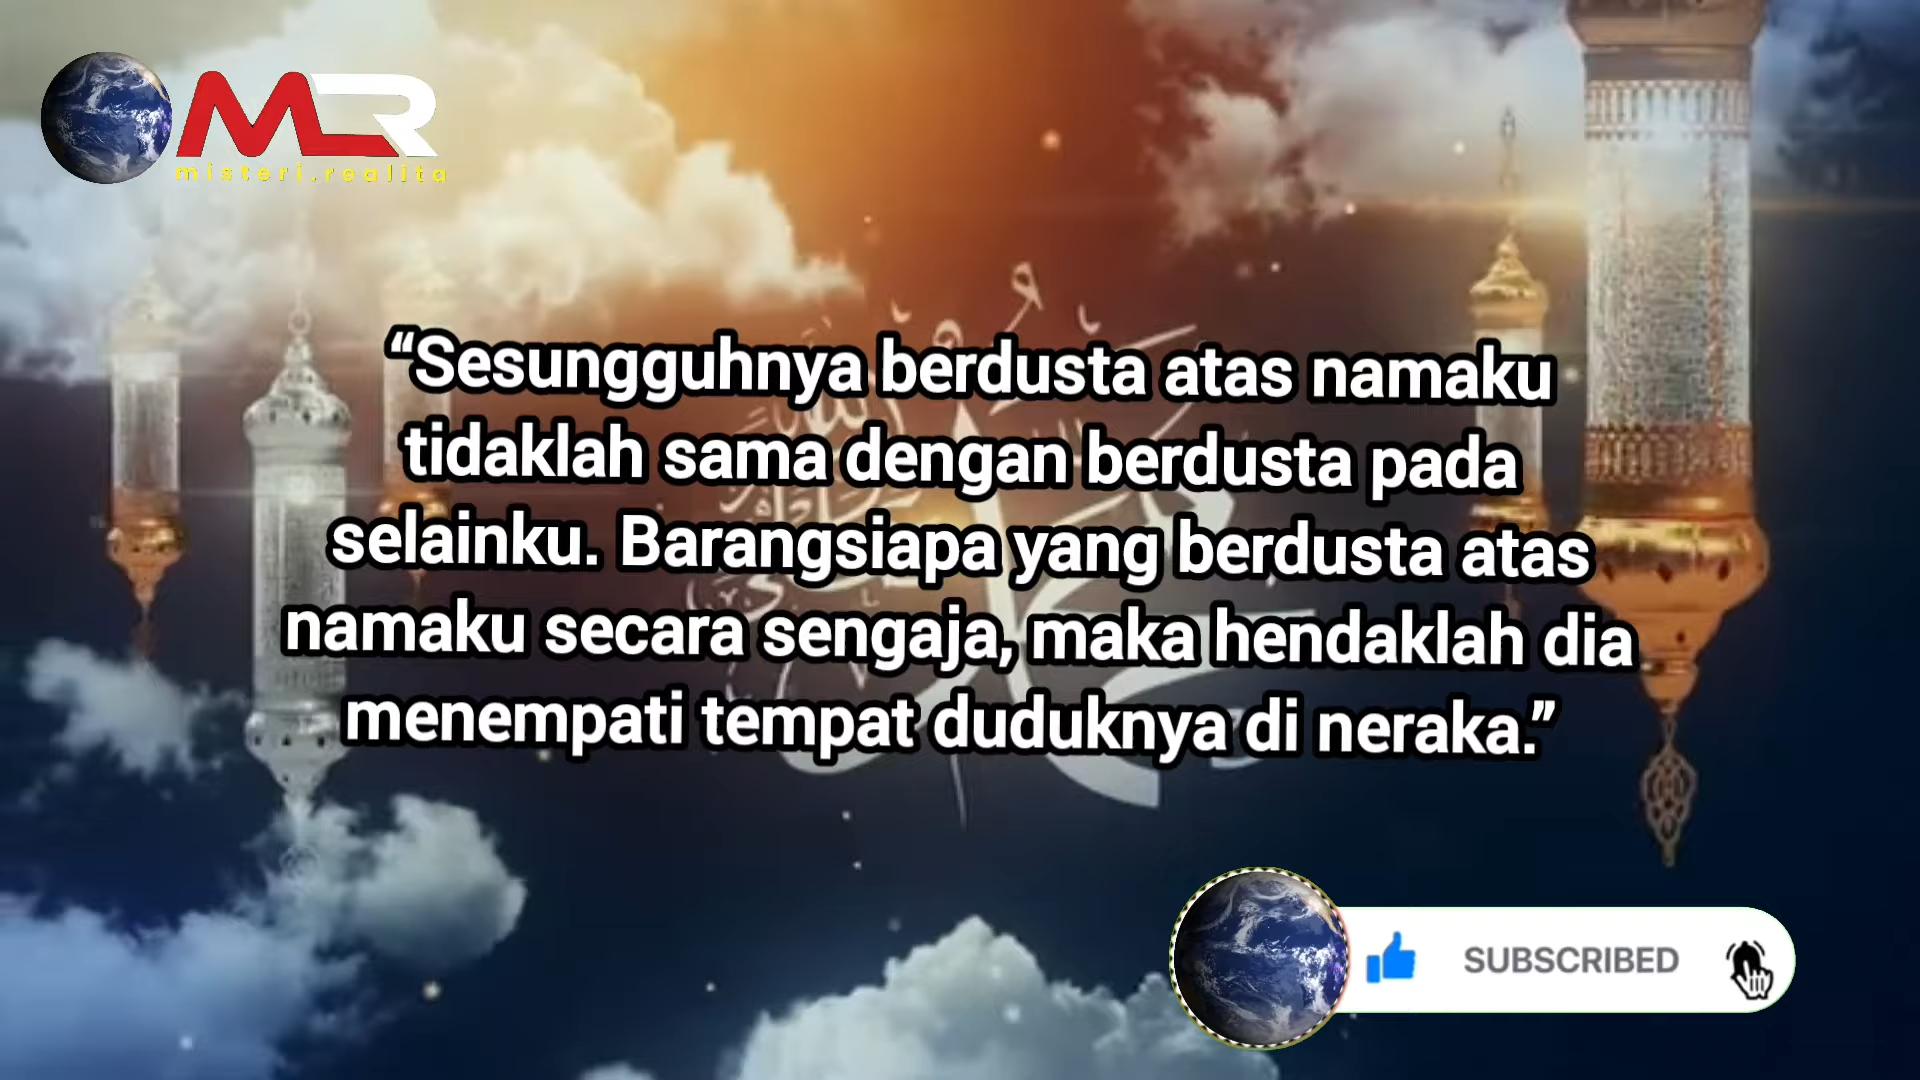 MR
misteri.realita
“Sesungguhnya berdusta atas namaku
tidaklah sama dengan berdusta pada
selainku. Barangsiapa yang berdusta atas
namaku secara sengaja, maka hendaklah dia
menempati tempat duduknya di neraka.”
SUBSCRIBED